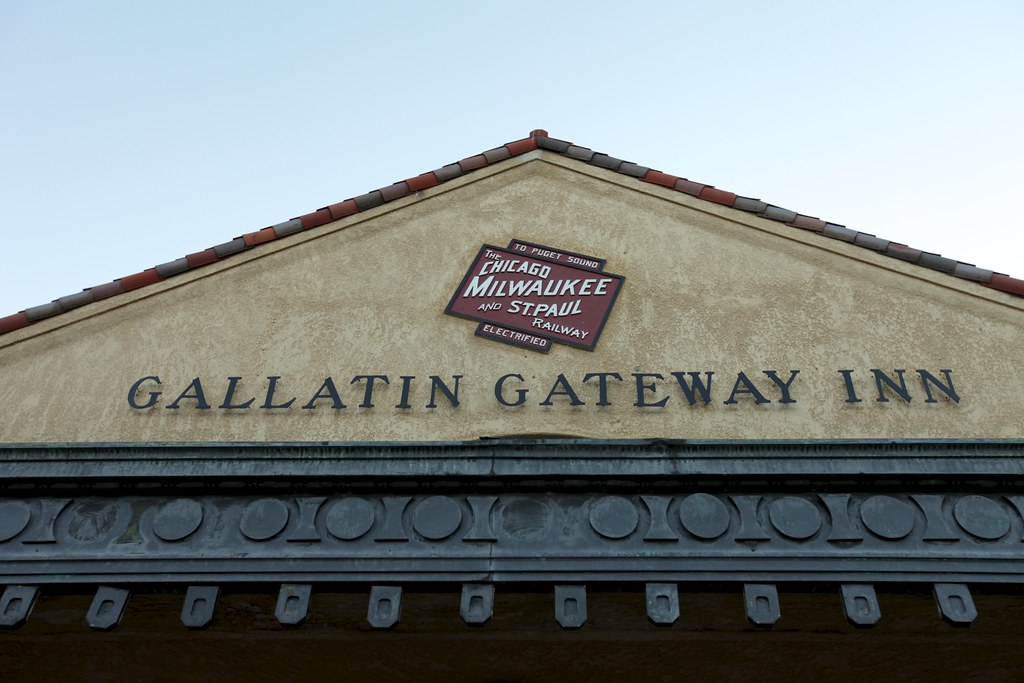 TO PUGET SOUND
THE
CHICAGO
MILWAUKEE
AND ST.PAUL
RAILWAY
ELECTRIFIED
GALLATIN GATEWAY INN